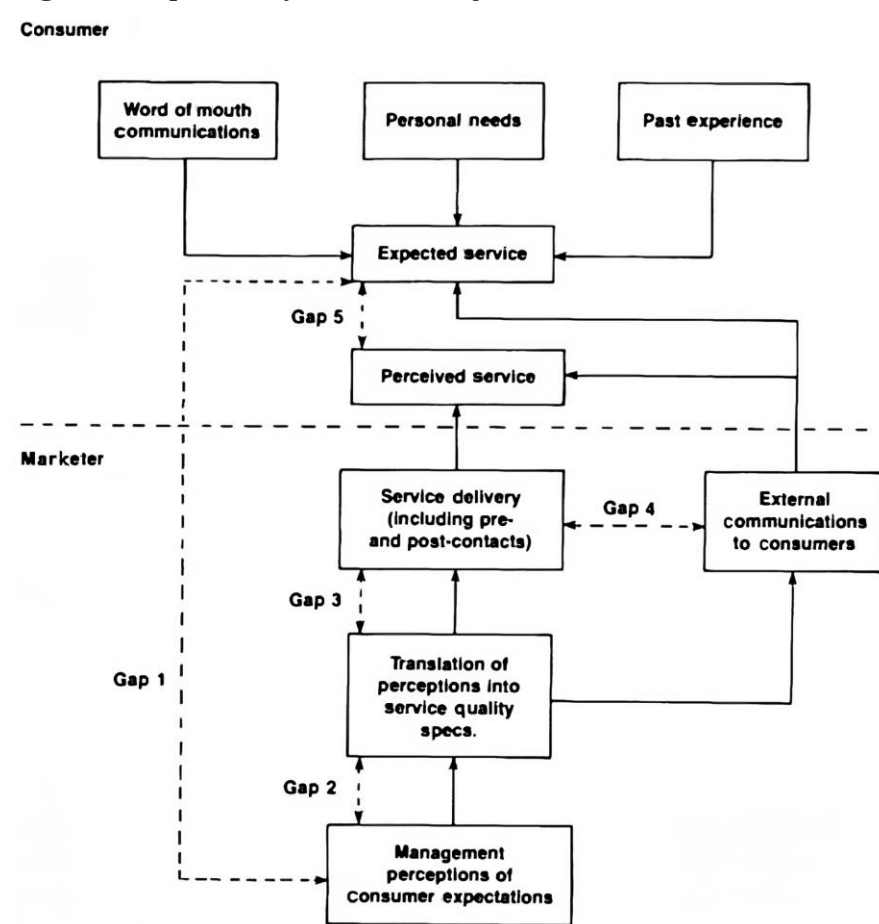 Consumer
Word of mouth
communications
Personal needs
Past experience
Expected service
Gap 5
Perceived service
Marketer
Service delivery
(including pre-
and post-contacts)
Gap 4
External
communications
to consumers
Gap 3
Translation of
perceptions into
service quality
specs.
Gap 1
Gap 2
Management
perceptions of
consumer expectations